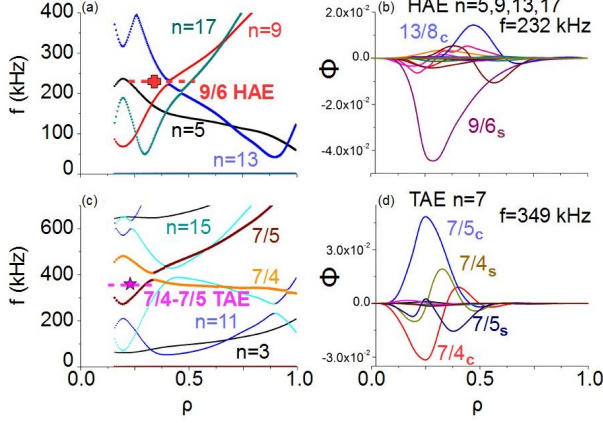 (a)
400
300
200
100
0
f (kHz)
n=17
n=9
9/6 HAE
n=5
n=13
(b)
HAE n=5,9,13,17
f=232 kHz
2.0x10⁻²
0.0
-2.0x10⁻²
-4.0x10⁻²
Φ
13/8c
9/6s
(c)
600
400
200
0
f (kHz)
n=15
7/5
7/4
7/4-7/5 TAE
n=11
n=3
0.0
0.5
1.0
ρ
(d)
TAE n=7
f=349 kHz
3.0x10⁻²
0.0
-3.0x10⁻²
Φ
7/5c
7/4s
7/5s
7/4c
0.0
0.5
1.0
ρ